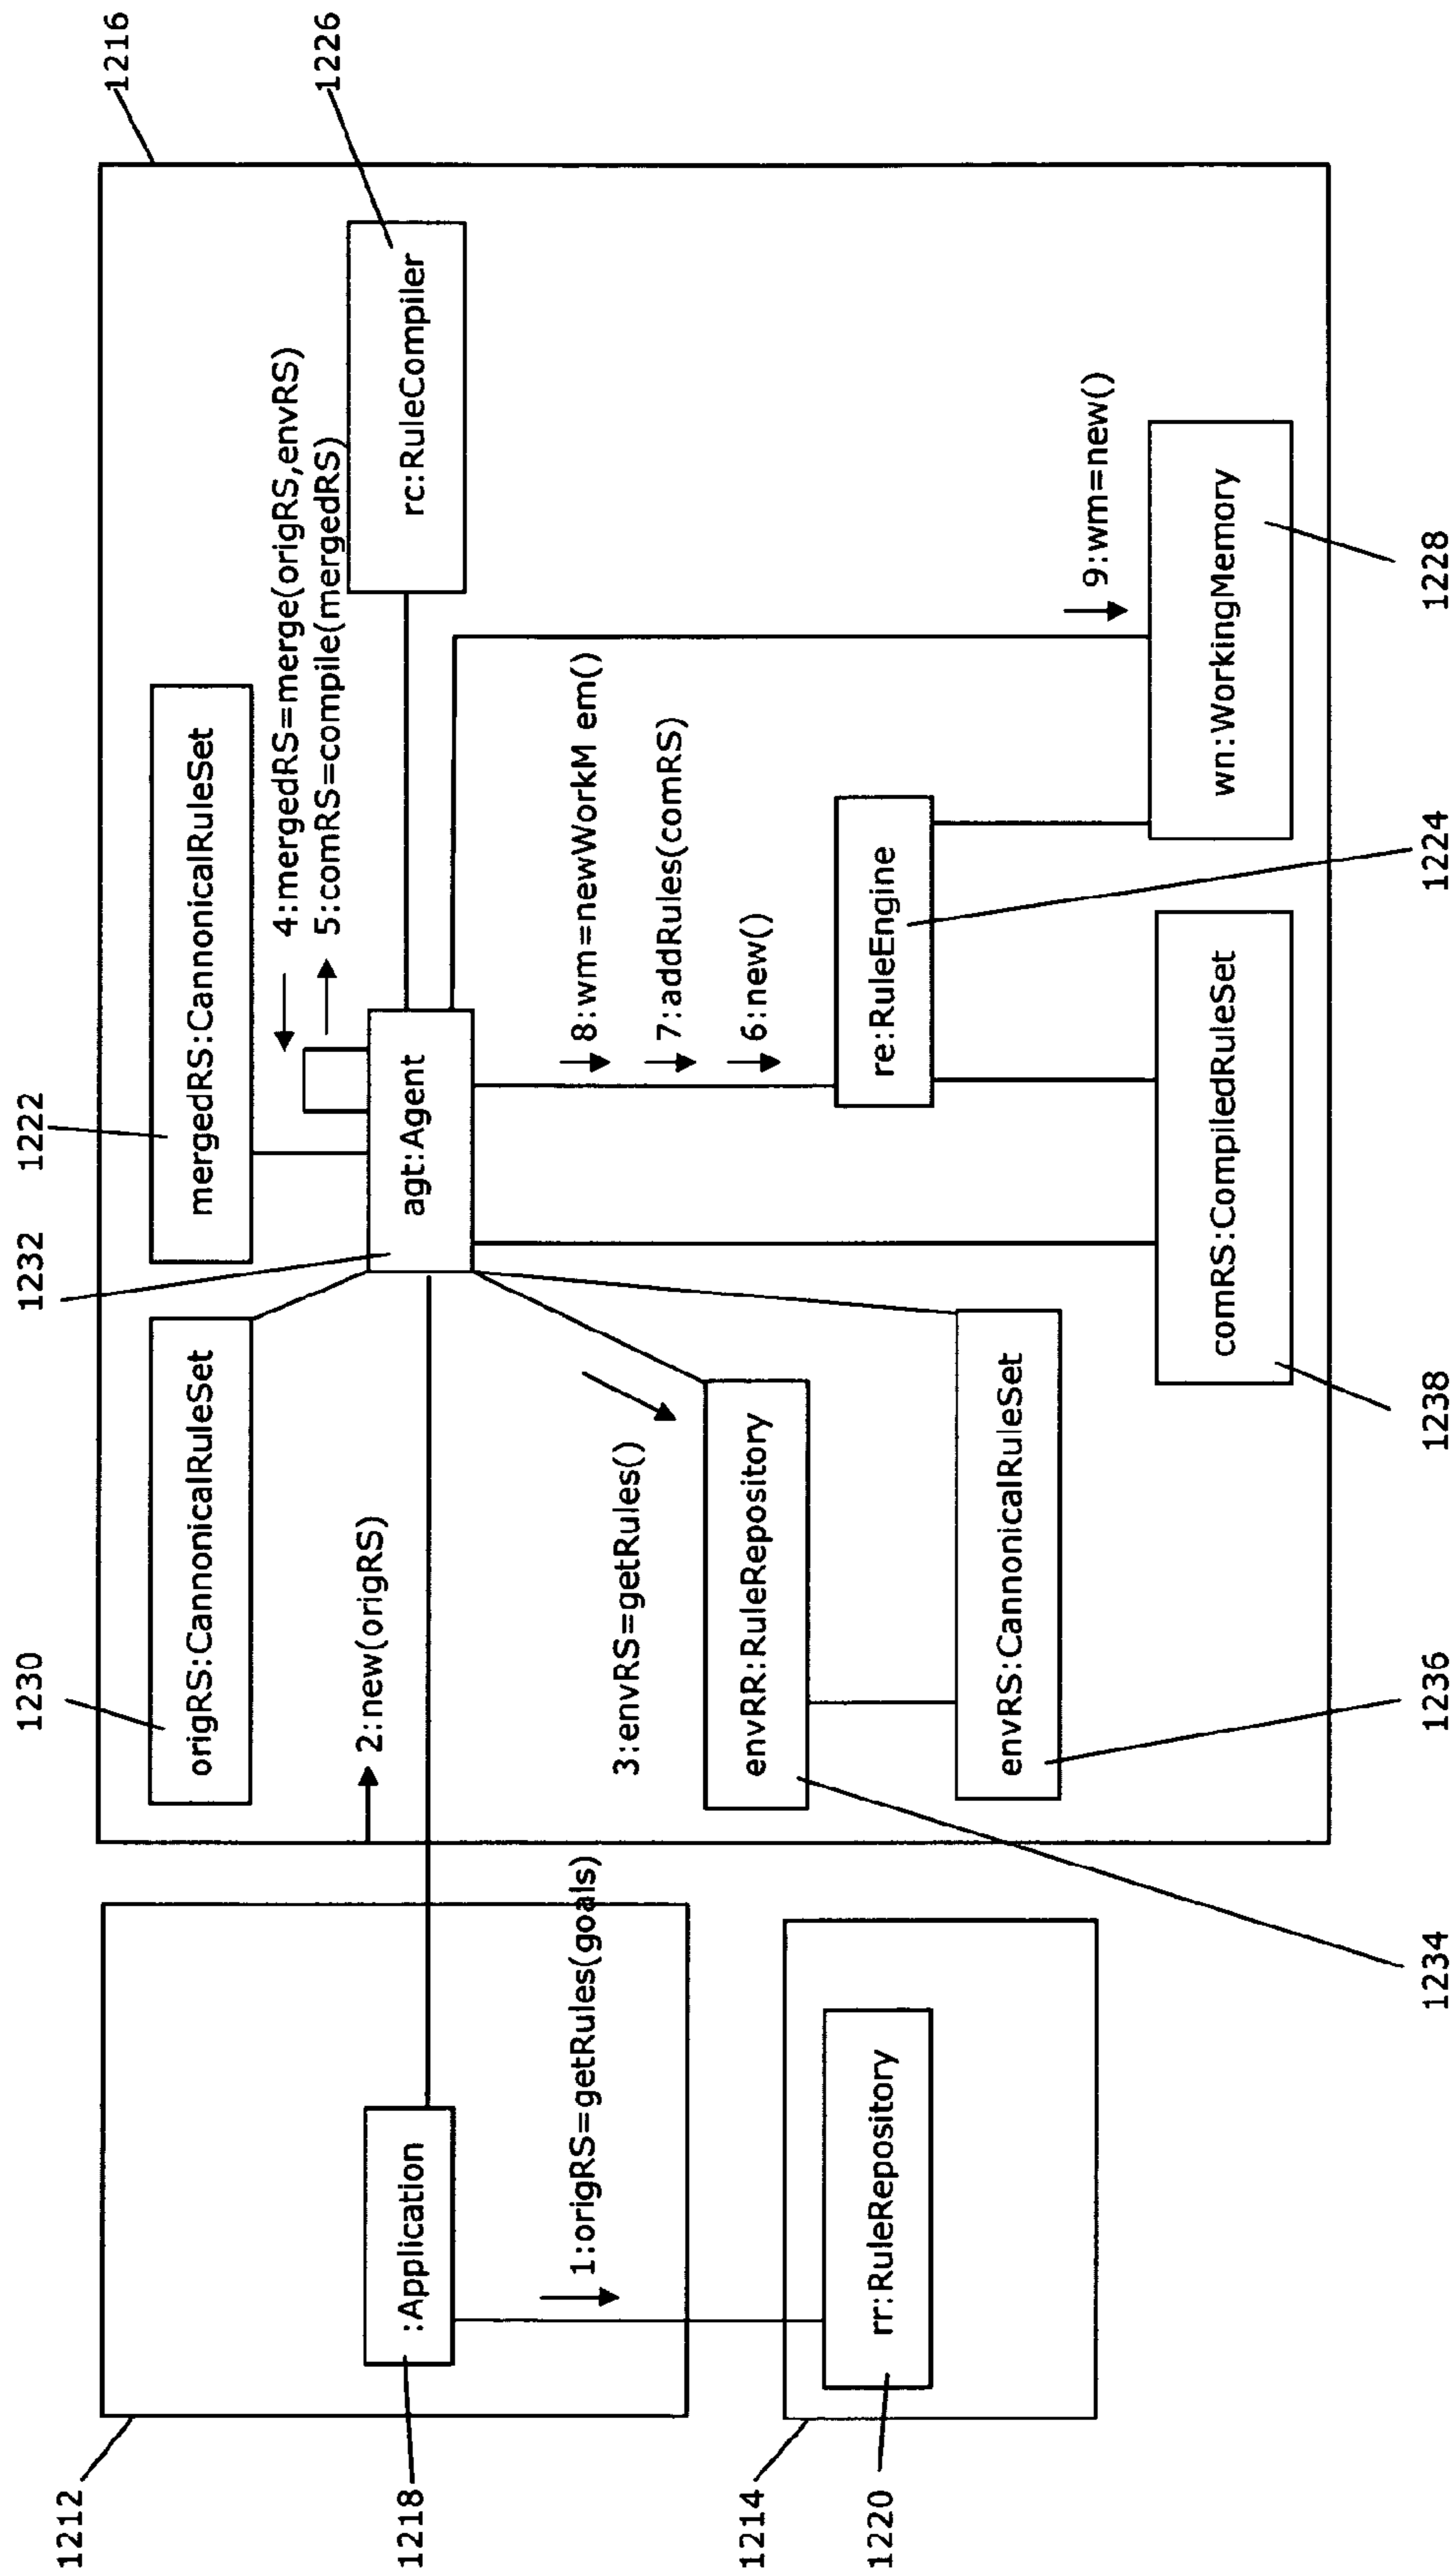 1216
1226
1222
1232
1230
mergedRS:CannonicalRuleSet
origRS:CannonicalRuleSet
4:mergedRS=merge(origRS,envRS)
5:comRS=compile(mergedRS)
rc:RuleCompiler
agt:Agent
2:new(origRS)
:Application
1:origRS=getRules(goals)
3:envRS=getRules()
8:wm=newWorkM em()
7:addRules(comRS)
6:new()
9:wm=new()
envRR:RuleRepository
re:RuleEngine
rr:RuleRepository
envRS:CannonicalRuleSet
comRS:CompiledRuleSet
wn:WorkingMemory
1212
1218
1214
1220
1234
1236
1238
1224
1228